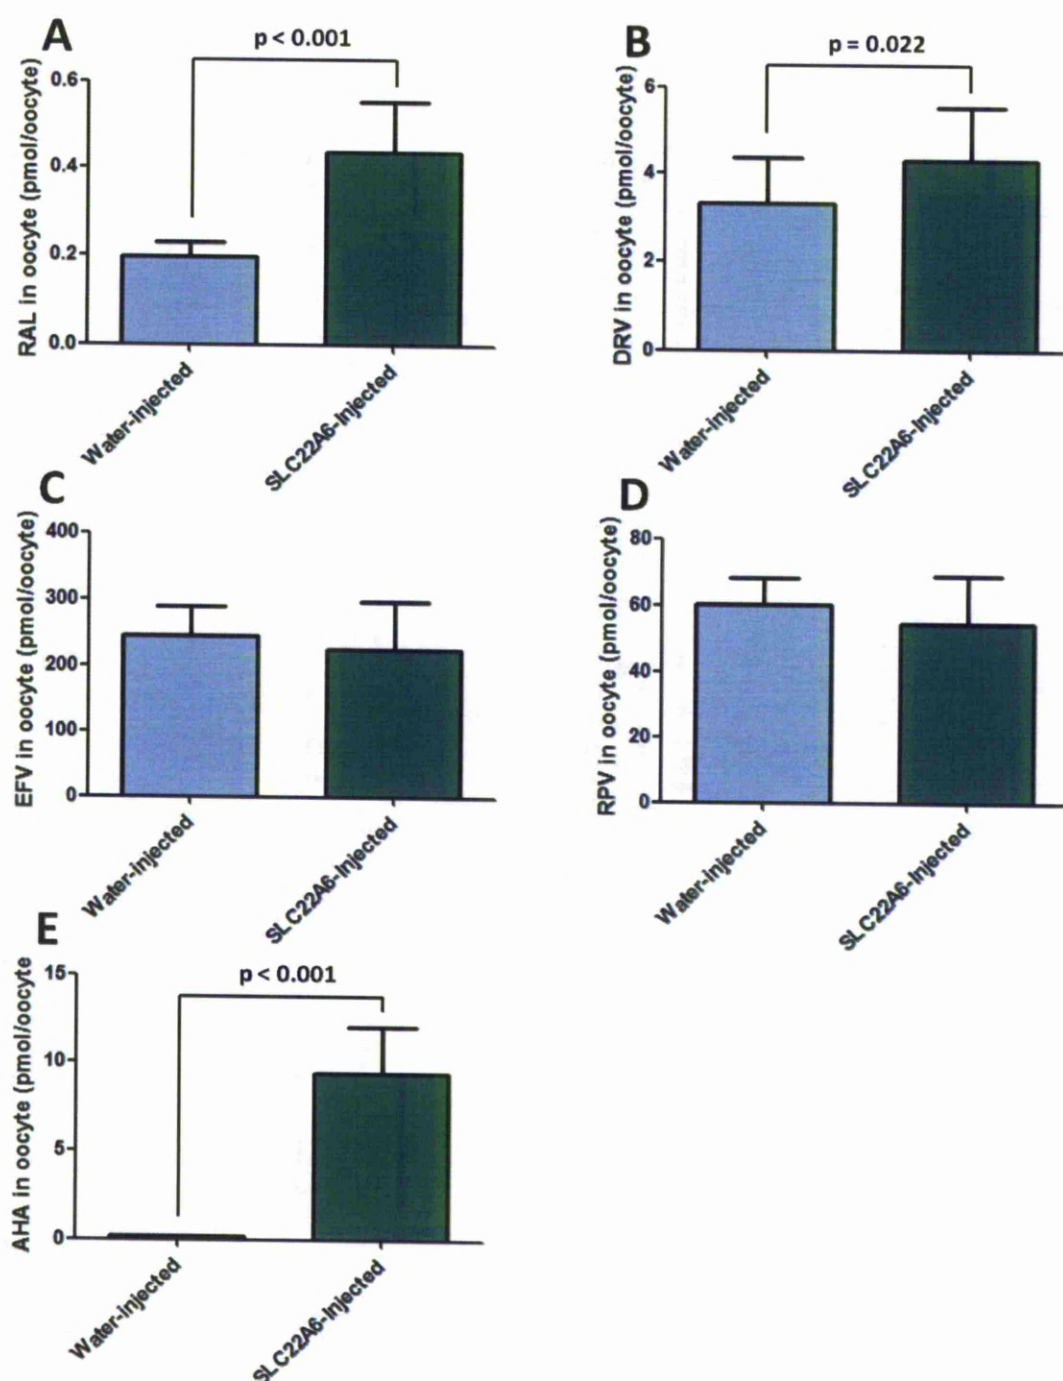 A
p < 0.001
RAL in oocyte (pmol/oocyte)
0.6
0.4
0.2
0.0
Water-injected
SLC22A6-Injected
B
p = 0.022
DRV in oocyte (pmol/oocyte)
6
4
2
0
Water-injected
SLC22A6-Injected
C
EFV in oocyte (pmol/oocyte)
400
300
200
100
0
Water-injected
SLC22A6-Injected
D
RPV in oocyte (pmol/oocyte)
80
60
40
20
0
Water-injected
SLC22A6-Injected
E
p < 0.001
AHA in oocyte (pmol/oocyte
15
10
5
0
Water-injected
SLC22A6-Injected